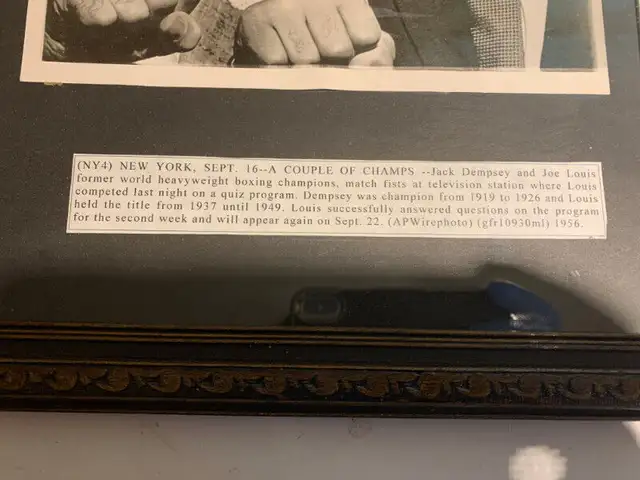 (NY4) NEW YORK, SEPT. 16--A COUPLE OF CHAMPS --Jack Dempsey and Joe Louis
former world heavyweight boxing champions, match fists at television station where Louis
competed last night on a quiz program. Dempsey was champion from 1919 to 1926 and Louis
held the title from 1937 until 1949. Louis successfully answered questions on the program
for the second week and will appear again on Sept. 22. (APWirephoto) (gfr10930ml) 1956.